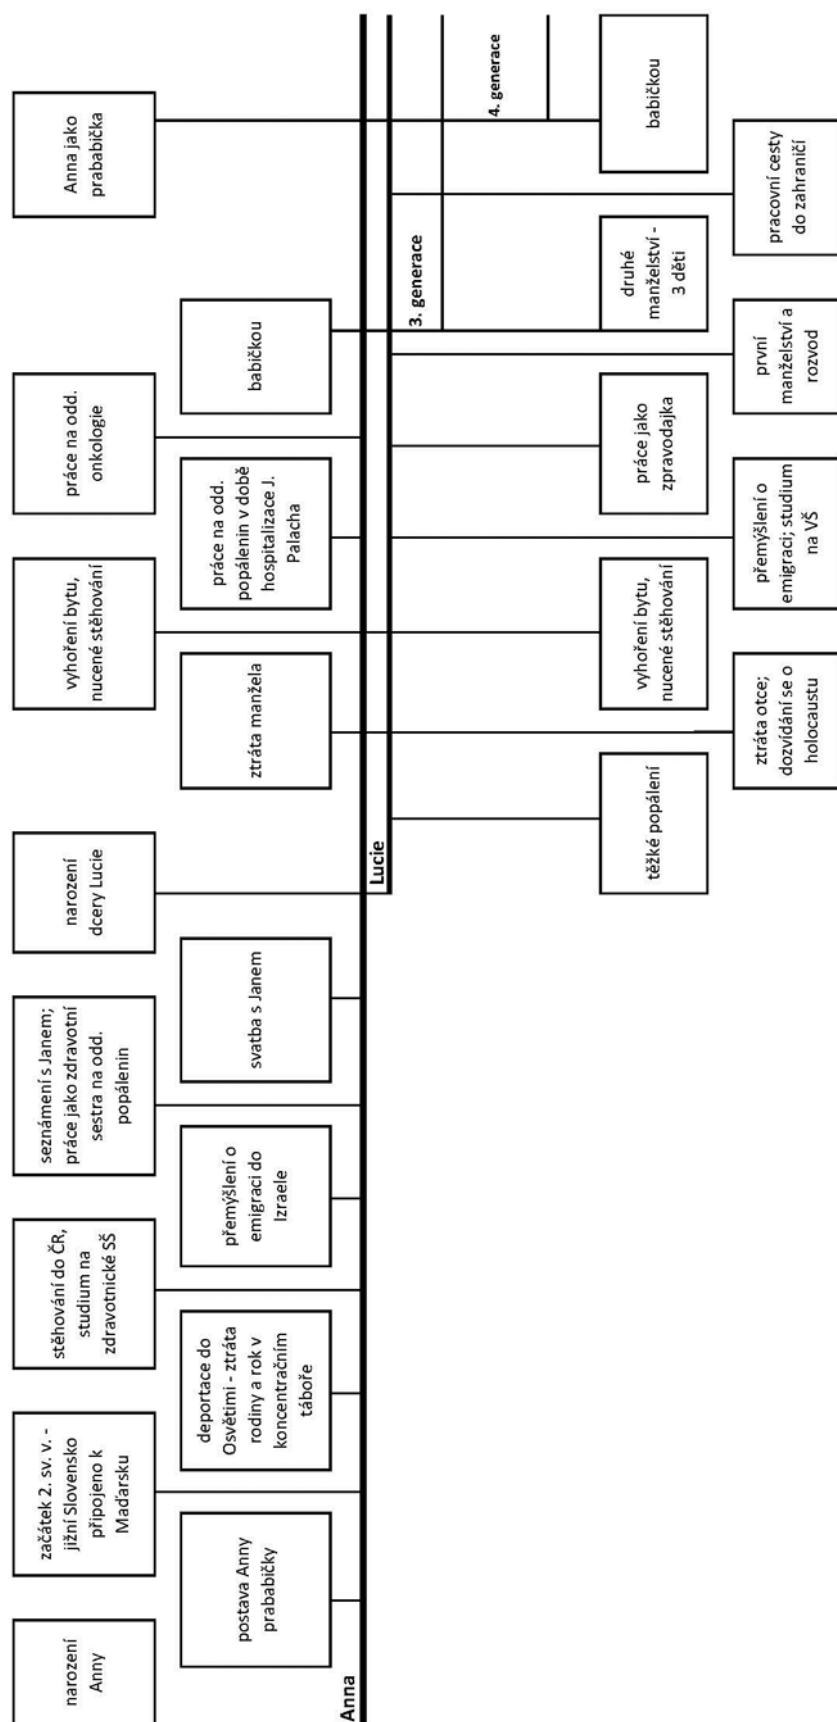 narození
Anny
začátek 2. sv. v. -
jižní Slovensko
připojeno k
Maďarsku
stěhování do ČR,
studium na
zdravotnické SŠ
seznámení s Janem;
práce jako zdravotní
sestra na odd.
popálenin
narození
dcery Lucie
vyhoření bytu,
nucené stěhování
práce na odd.
onkologie
Anna jako
prababička
postava Anny
prababičky
deportace do
Osvětimi - ztráta
rodiny a rok v
koncentračním
táboře
přemýšlení o
emigraci do
Izraele
svatba s Janem
ztráta manžela
práce na odd.
popálenin v době
hospitalizace J.
Palacha
babičkou
Anna
Lucie
3. generace
4. generace
těžké popálení
vyhoření bytu,
nucené stěhování
práce jako
zpravodajka
druhé
manželství -
3 děti
babičkou
ztráta otce;
dozvídání se o
holocaustu
přemýšlení o
emigraci; studium
na VŠ
první
manželství a
rozvod
pracovní cesty
do zahraničí